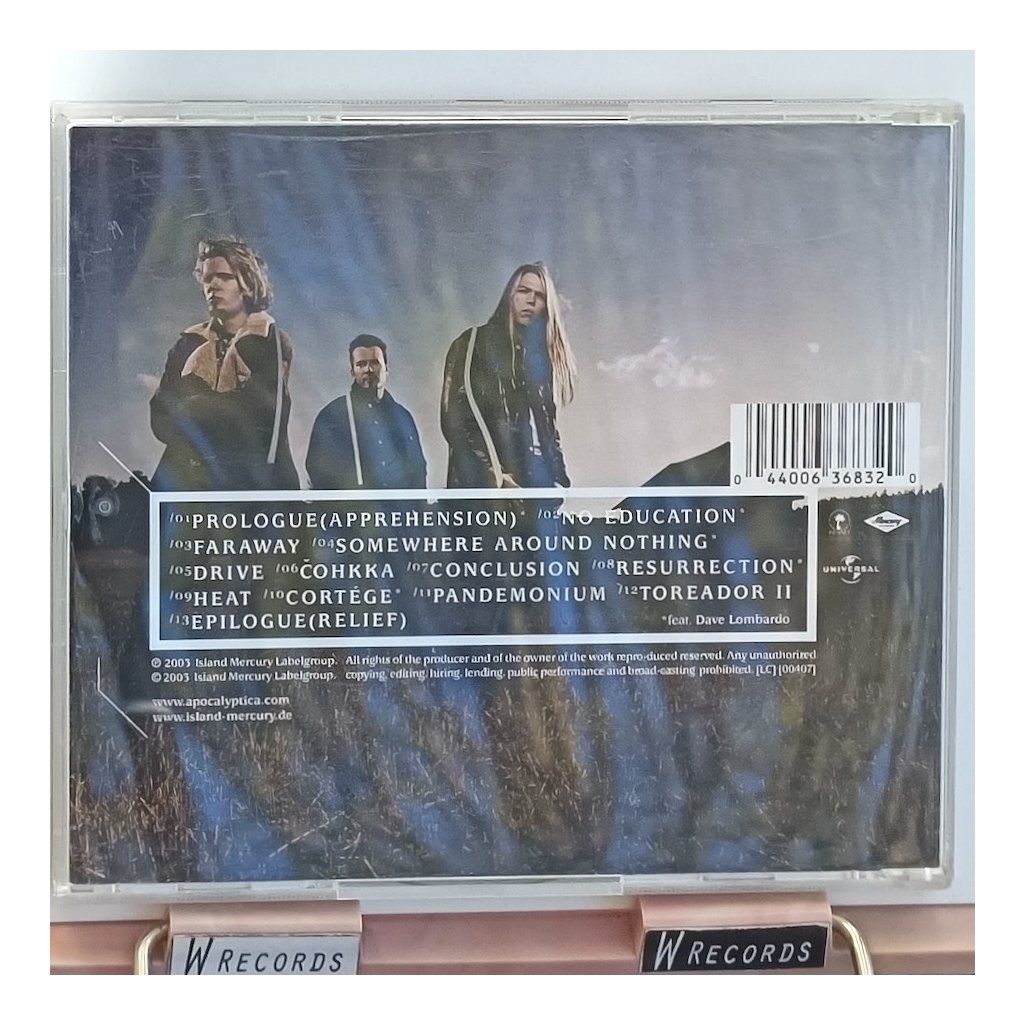 0 44006 36832 0
/01 PROLOGUE(APPREHENSION)* /02 NO EDUCATION*
/03 FARAWAY /04 SOMEWHERE AROUND NOTHING*
/05 DRIVE /06 ČOHKKA /07 CONCLUSION /08 RESURRECTION*
/09 HEAT /10 CORTÉGE* /11 PANDEMONIUM /12 TOREADOR II
/13 EPILOGUE(RELIEF) *feat. Dave Lombardo
Mercury
UNIVERSAL
℗ 2003 Island Mercury Labelgroup. All rights of the producer and of the owner of the work repro-duced reserved. Any unauthorized
© 2003 Island Mercury Labelgroup. copying, editing, hiring, lending, public performance and broad-casting prohibited. [LC] [00407]
www.apocalyptica.com
www.island-mercury.de
W RECORDS
W RECORDS